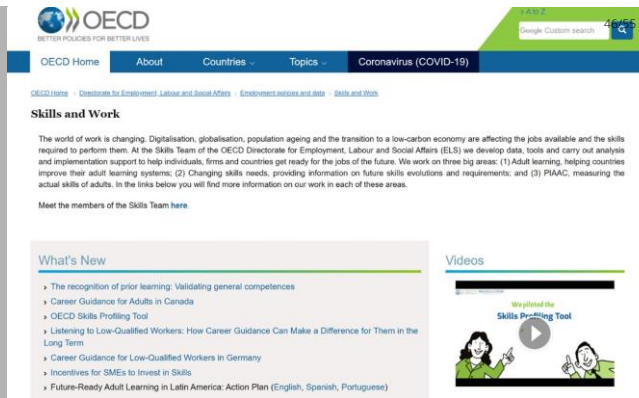 OECD
BETTER POLICIES FOR BETTER LIVES
› A to Z
46/55
Google Custom search
OECD Home
About
Countries
Topics
Coronavirus (COVID-19)
OECD Home › Directorate for Employment, Labour and Social Affairs › Employment policies and data › Skills and Work
Skills and Work
The world of work is changing. Digitalisation, globalisation, population ageing and the transition to a low-carbon economy are affecting the jobs available and the skills
required to perform them. At the Skills Team of the OECD Directorate for Employment, Labour and Social Affairs (ELS) we develop data, tools and carry out analysis
and implementation support to help individuals, firms and countries get ready for the jobs of the future. We work on three big areas: (1) Adult learning, helping countries
improve their adult learning systems; (2) Changing skills needs, providing information on future skills evolutions and requirements; and (3) PIAAC, measuring the
actual skills of adults. In the links below you will find more information on our work in each of these areas.
Meet the members of the Skills Team here.
What's New
› The recognition of prior learning: Validating general competences
› Career Guidance for Adults in Canada
› OECD Skills Profiling Tool
› Listening to Low-Qualified Workers: How Career Guidance Can Make a Difference for Them in the
Long Term
› Career Guidance for Low-Qualified Workers in Germany
› Incentives for SMEs to Invest in Skills
› Future-Ready Adult Learning in Latin America: Action Plan (English, Spanish, Portuguese)
Videos
We piloted the
Skills Profiling Tool